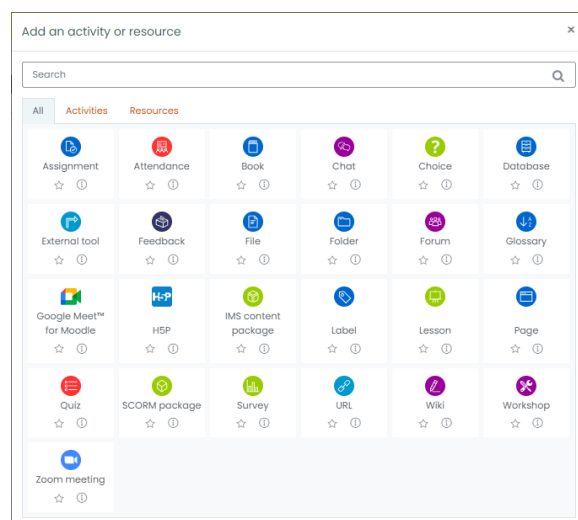 Add an activity or resource
×
Search
All Activities Resources
Assignment Attendance Book Chat Choice Database
External tool Feedback File Folder Forum Glossary
Google Meet™ IMS content
for Moodle H5P package Label Lesson Page
Quiz SCORM package Survey URL Wiki Workshop
Zoom meeting